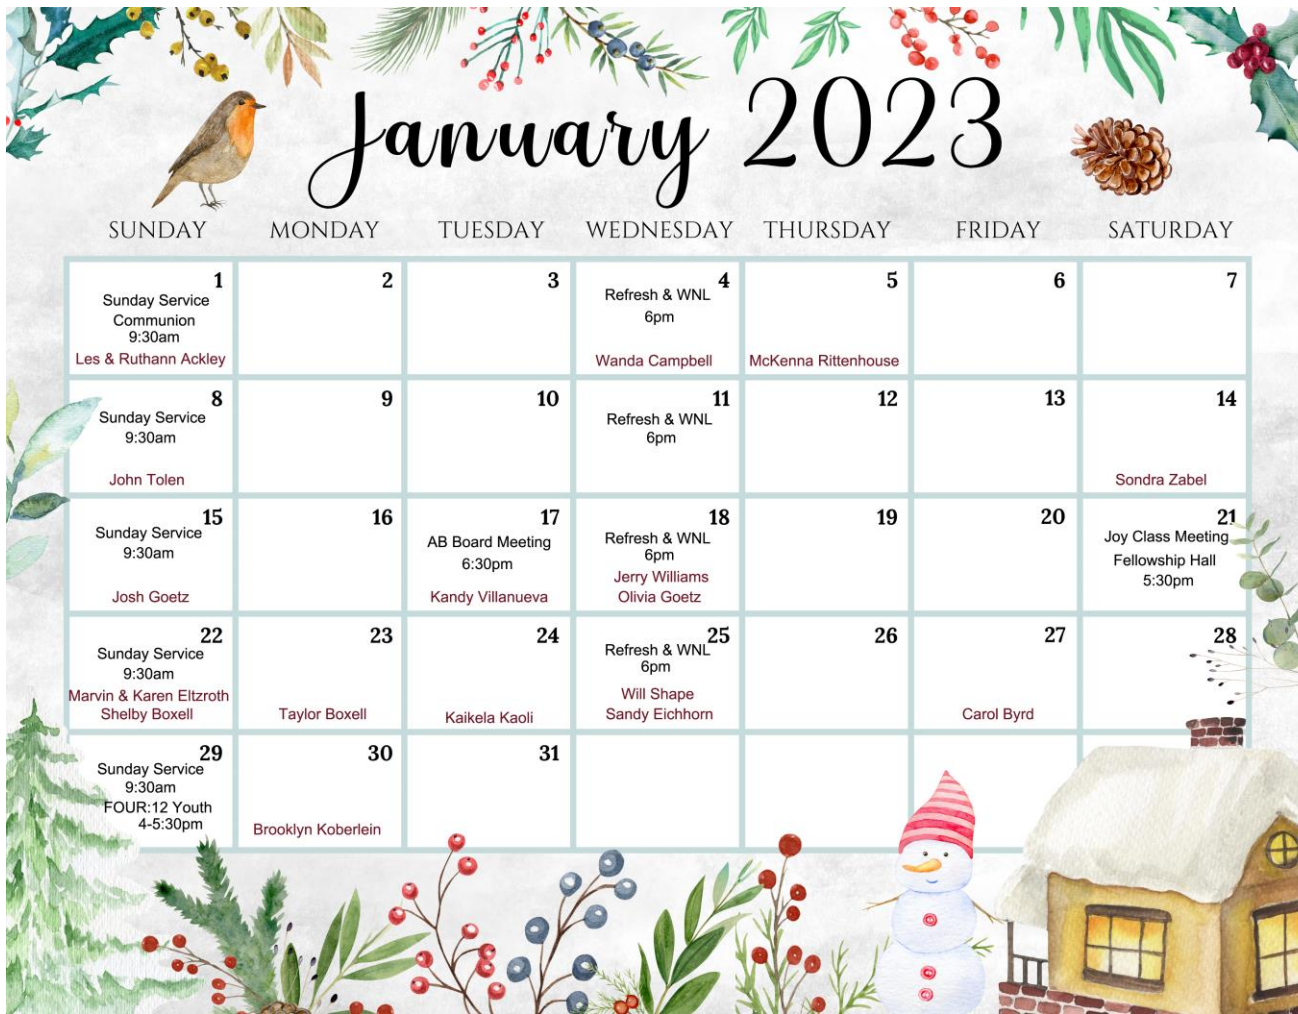 January 2023
SUNDAY MONDAY TUESDAY WEDNESDAY THURSDAY FRIDAY SATURDAY
1
Sunday Service
Communion
9:30am
Les & Ruthann Ackley
2
3
4
Refresh & WNL
6pm
Wanda Campbell
5
McKenna Rittenhouse
6
7
8
Sunday Service
9:30am
John Tolen
9
10
11
Refresh & WNL
6pm
12
13
14
Sondra Zabel
15
Sunday Service
9:30am
Josh Goetz
16
17
AB Board Meeting
6:30pm
Kandy Villanueva
18
Refresh & WNL
6pm
Jerry Williams
Olivia Goetz
19
20
21
Joy Class Meeting
Fellowship Hall
5:30pm
22
Sunday Service
9:30am
Marvin & Karen Eltzroth
Shelby Boxell
23
Taylor Boxell
24
Kaikela Kaoli
25
Refresh & WNL
6pm
Will Shape
Sandy Eichhorn
26
27
Carol Byrd
28
29
Sunday Service
9:30am
FOUR:12 Youth
4-5:30pm
30
Brooklyn Koberlein
31